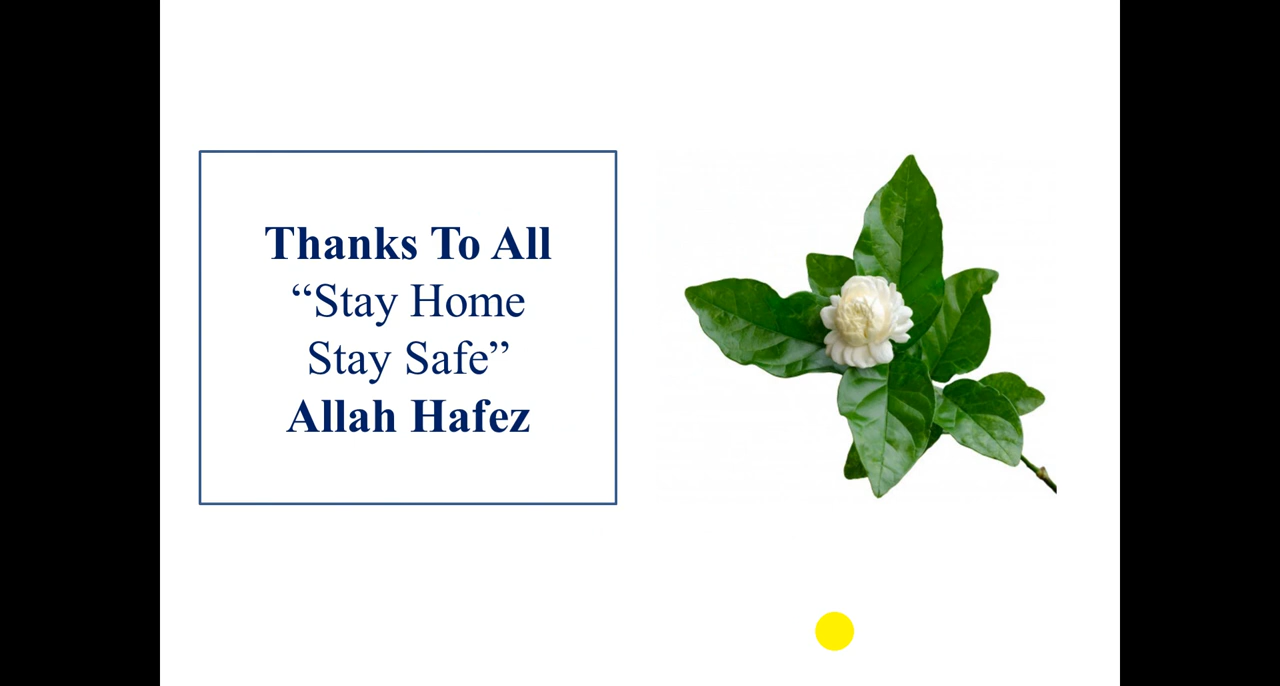 Thanks To All
“Stay Home
Stay Safe”
Allah Hafez